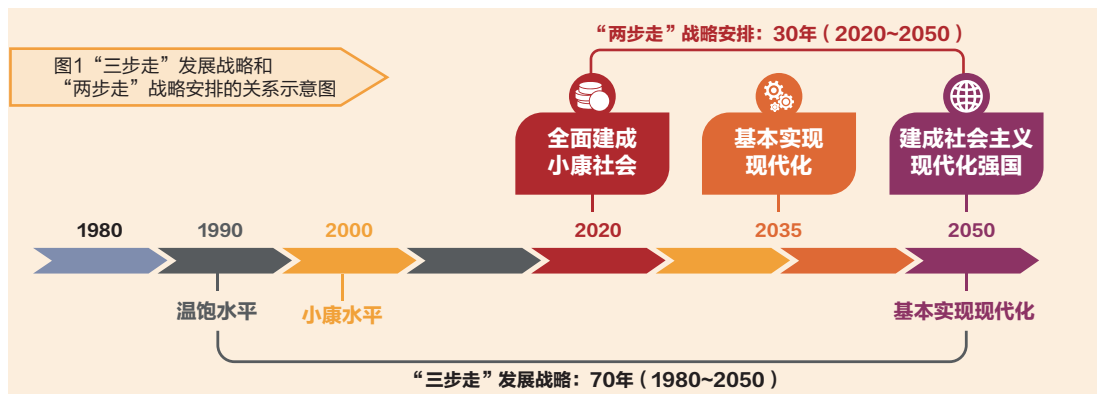 “两步走”战略安排：30年（2020~2050）
图1“三步走”发展战略和
“两步走”战略安排的关系示意图
全面建成
小康社会
基本实现
现代化
建成社会主义
现代化强国
1980
1990
2000
2020
2035
2050
温饱水平
小康水平
基本实现现代化
“三步走”发展战略：70年（1980~2050）